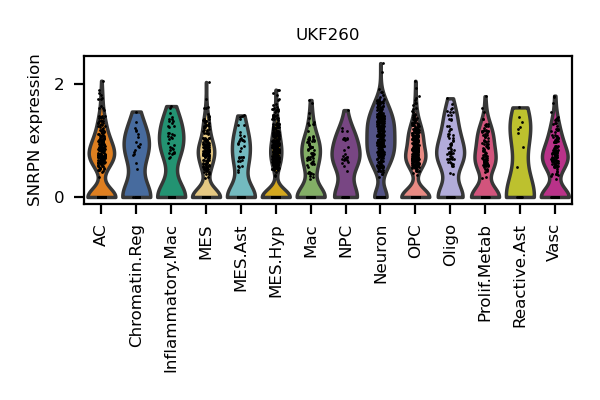 UKF260
SNRPN expression
2
0
AC
Chromatin.Reg
Inflammatory.Mac
MES
MES.Ast
MES.Hyp
Mac
NPC
Neuron
OPC
Oligo
Prolif.Metab
Reactive.Ast
Vasc